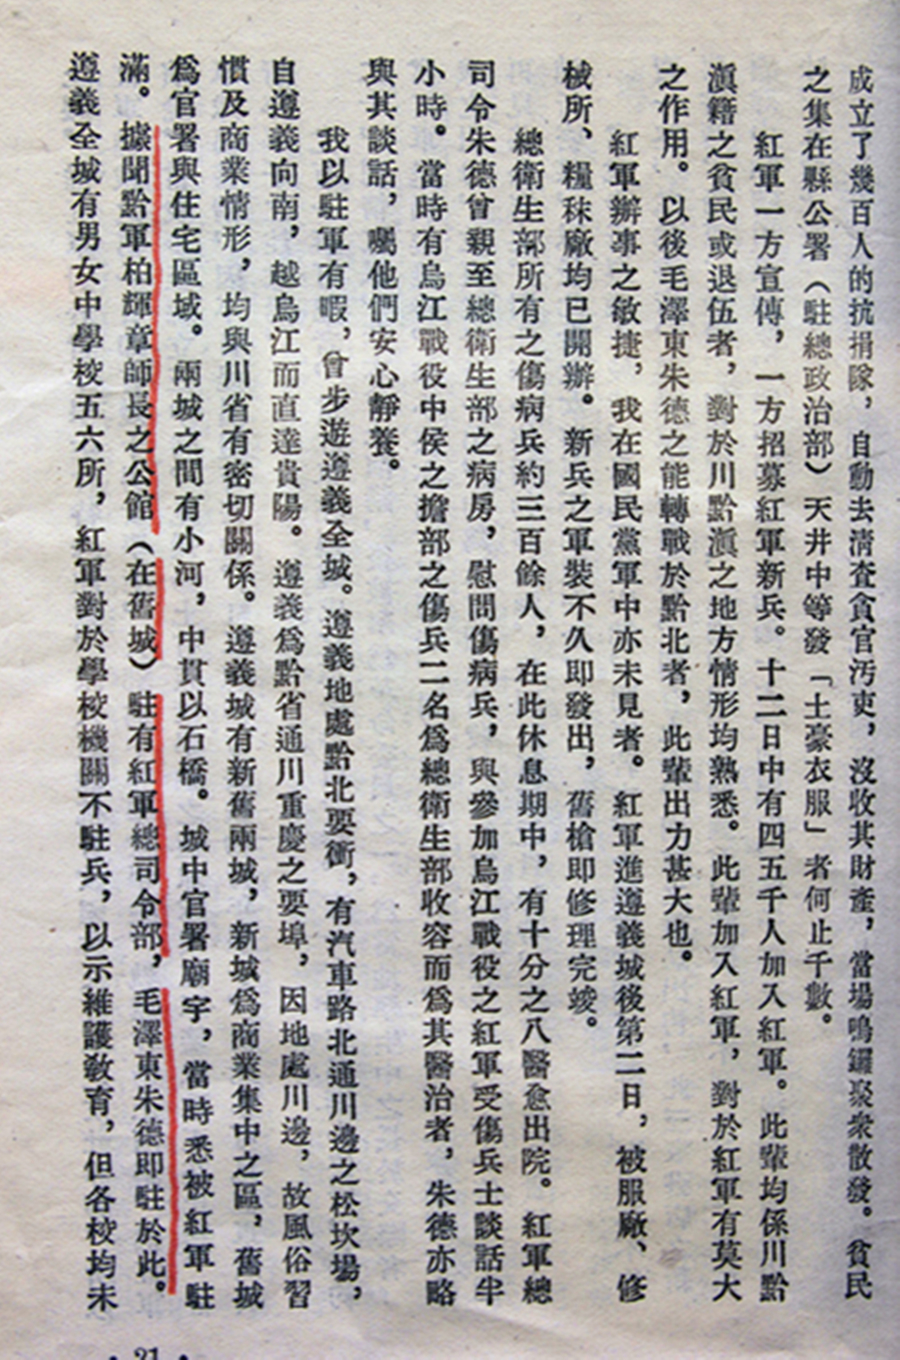 成立了幾百人的抗捐隊，自動去清查貪官汚吏，沒收其財產，當場鳴鑼聚衆散發。貧民
之集在縣公署（駐總政治部）天井中等發「土豪衣服」者何止千數。
紅軍一方宣傳，一方招募紅軍新兵。十二日中有四五千人加入紅軍。此輩均係川黔
滇籍之貧民或退伍者，對於川黔滇之地方情形均熟悉。此輩加入紅軍，對於紅軍有莫大
之作用。以後毛澤東朱德之能轉戰於黔北者，此輩出力甚大也。
紅軍辦事之敏捷，我在國民黨軍中亦未見者。紅軍進遵義城後第二日，被服廠、修
械所、糧秣廠均已開辦。新兵之軍裝不久即發出，舊槍即修理完竣。
總衛生部所有之傷病兵約三百餘人，在此休息期中，有十分之八醫愈出院。紅軍總
司令朱德曾親至總衛生部之病房，慰問傷病兵，與參加烏江戰役之紅軍受傷兵士談話半
小時。當時有烏江戰役中侯之擔部之傷兵二名爲總衛生部收容而爲其醫治者，朱德亦略
與其談話，囑他們安心靜養。
我以駐軍有暇，曾步遊遵義全城。遵義地處黔北要衝，有汽車路北通川邊之松坎場，
自遵義向南，越烏江而直達貴陽。遵義爲黔省通川重慶之要埠，因地處川邊，故風俗習
慣及商業情形，均與川省有密切關係。遵義城有新舊兩城，新城爲商業集中之區，舊城
爲官署與住宅區域。兩城之間有小河，中貫以石橋。城中官署廟宇，當時悉被紅軍駐
滿。據聞黔軍柏輝章師長之公館（在舊城）駐有紅軍總司令部，毛澤東朱德即駐於此。
遵義全城有男女中學校五六所，紅軍對於學校機關不駐兵，以示維護敎育，但各校均未
· 21 ·